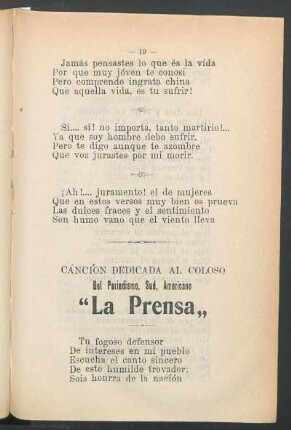 — 19 —
Jamás pensastes lo que és la vida
Por que muy jóven te conosi
Pero comprendo ingrata china
Que aquella vida, es tu sufrir!
Si.... si! no importa, tanto martirio!...
Ya que soy hombre debo sufrir,
Pero te digo aunque te azombre
Que voz jurastes por mi morir.
¡Ah!.... juramento! el de mujeres
Que en estos versos muy bien os prueva
Las dulces fraces y el sentimiento
Son humo vano que el viento lleva
CANCIÓN DEDICADA AL COLOSO
Del Periodismo, Sud, Americano
“La Prensa„
Tu fogoso defensor
De intereses en mi pueblo
Escucha el canto sincero
De este humilde trovador;
Sois honrra de la nación